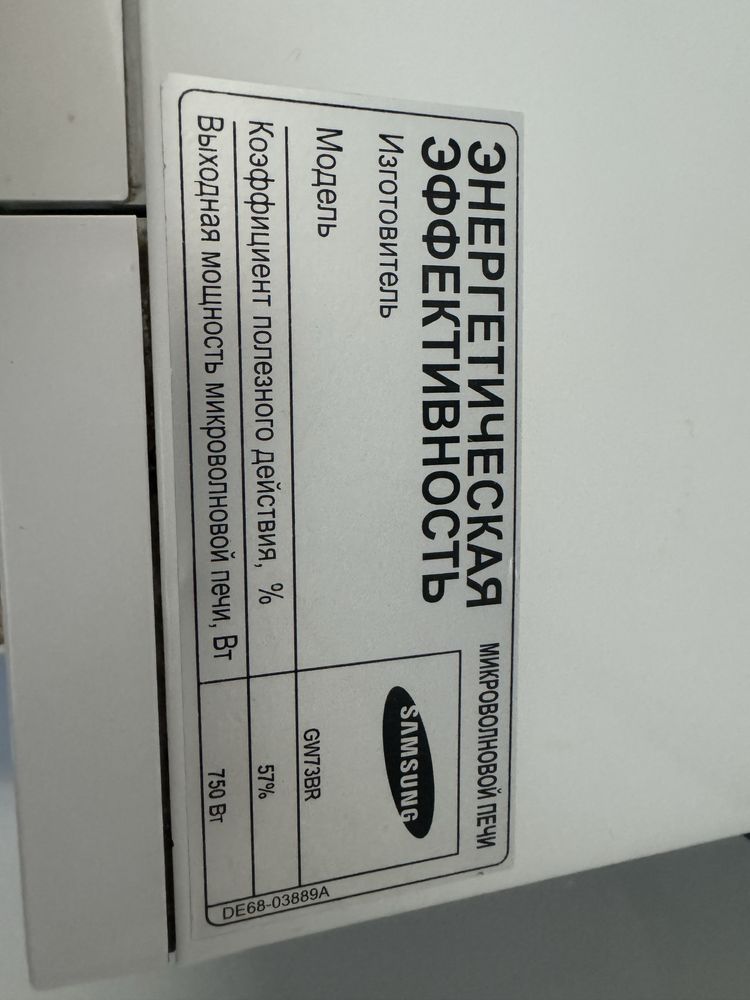 ЭНЕРГЕТИЧЕСКАЯ
ЭФФЕКТИВНОСТЬ
МИКРОВОЛНОВОЙ ПЕЧИ
Изготовитель
SAMSUNG
Модель
GW73BR
Коэффициент полезного действия, %
57%
Выходная мощность микроволновой печи, Вт
750 Вт
DE68-03889A